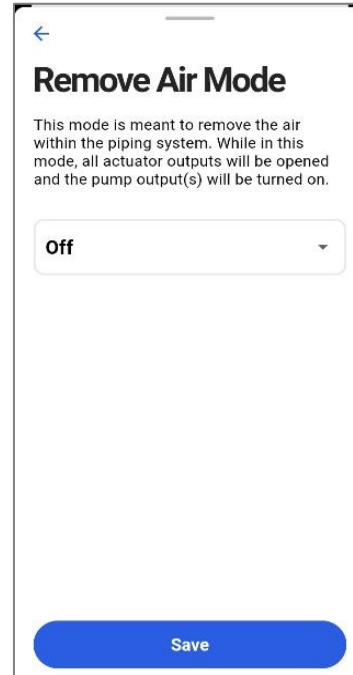 Remove Air Mode
This mode is meant to remove the air
within the piping system. While in this
mode, all actuator outputs will be opened
and the pump output(s) will be turned on.
Off
Save